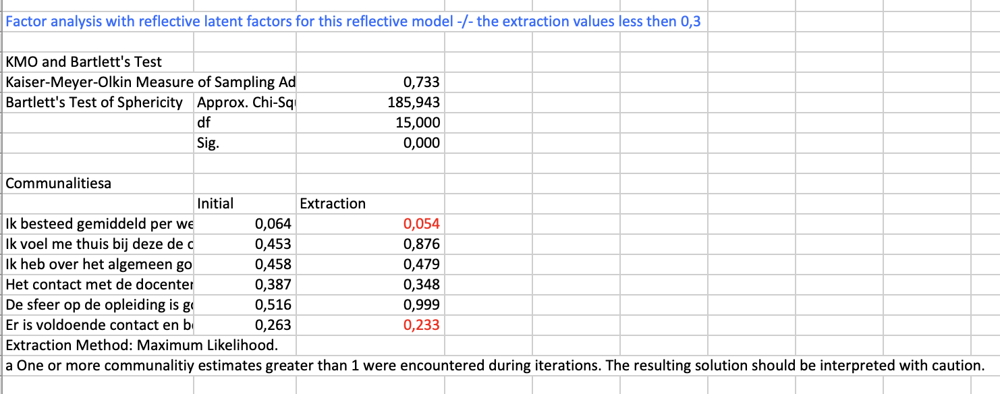 Factor analysis with reflective latent factors for this reflective model -/- the extraction values less then 0,3
KMO and Bartlett's Test
Kaiser-Meyer-Olkin Measure of Sampling Ad 0,733
Bartlett's Test of Sphericity Approx. Chi-Squ 185,943
df 15,000
Sig. 0,000
Communalitiesa
Initial Extraction
Ik besteed gemiddeld per we 0,064 0,054
Ik voel me thuis bij deze de o 0,453 0,876
Ik heb over het algemeen go 0,458 0,479
Het contact met de docenten 0,387 0,348
De sfeer op de opleiding is go 0,516 0,999
Er is voldoende contact en be 0,263 0,233
Extraction Method: Maximum Likelihood.
a One or more communalitiy estimates greater than 1 were encountered during iterations. The resulting solution should be interpreted with caution.